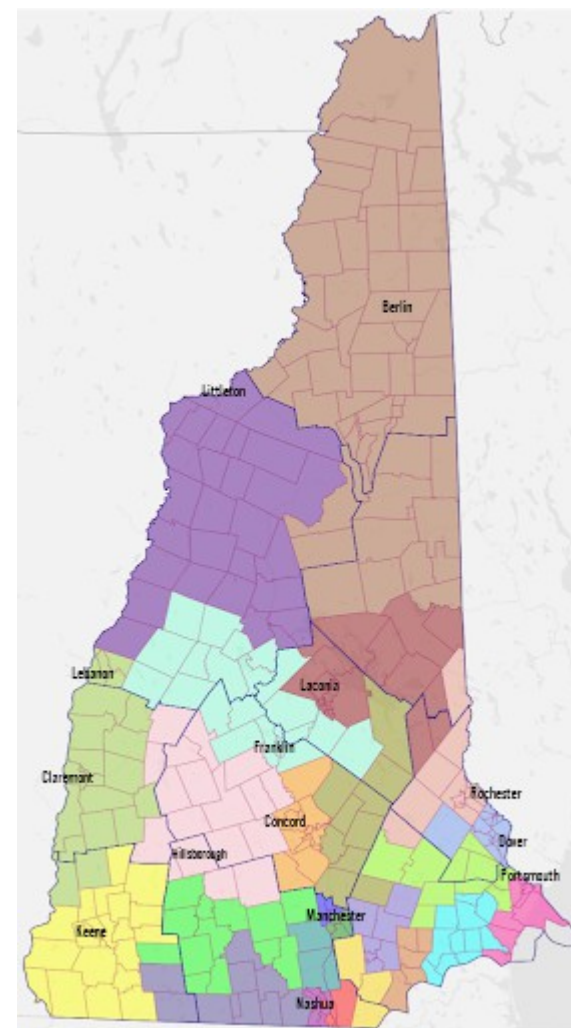 Berlin
Littleton
Lebanon
Laconia
Franklin
Claremont
Rochester
Concord
Dover
Hillsborough
Portsmouth
Manchester
Keene
Nashua